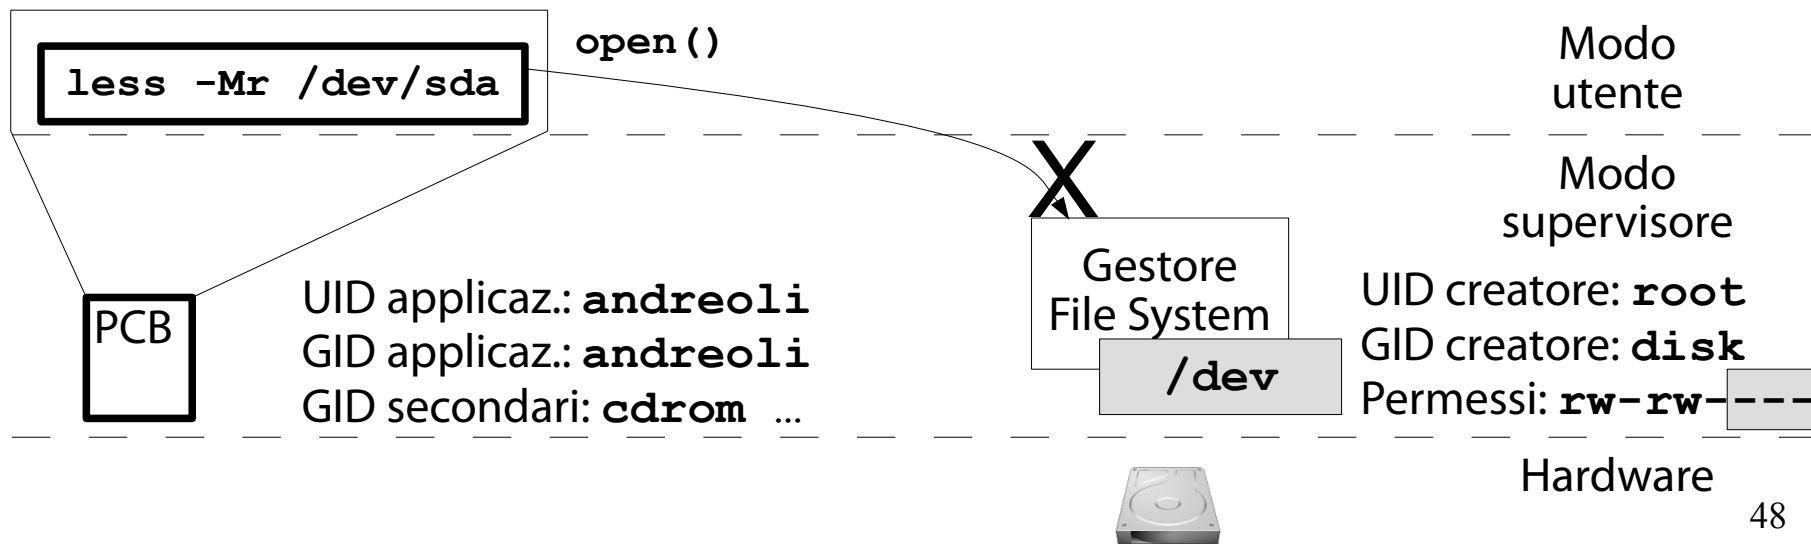 open()
less -Mr /dev/sda
Modo
utente
Modo
supervisore
PCB
UID applicaz.: andreoli
GID applicaz.: andreoli
GID secondari: cdrom ...
X
Gestore
File System
/dev
UID creatore: root
GID creatore: disk
Permessi: rw-rw----
Hardware
48